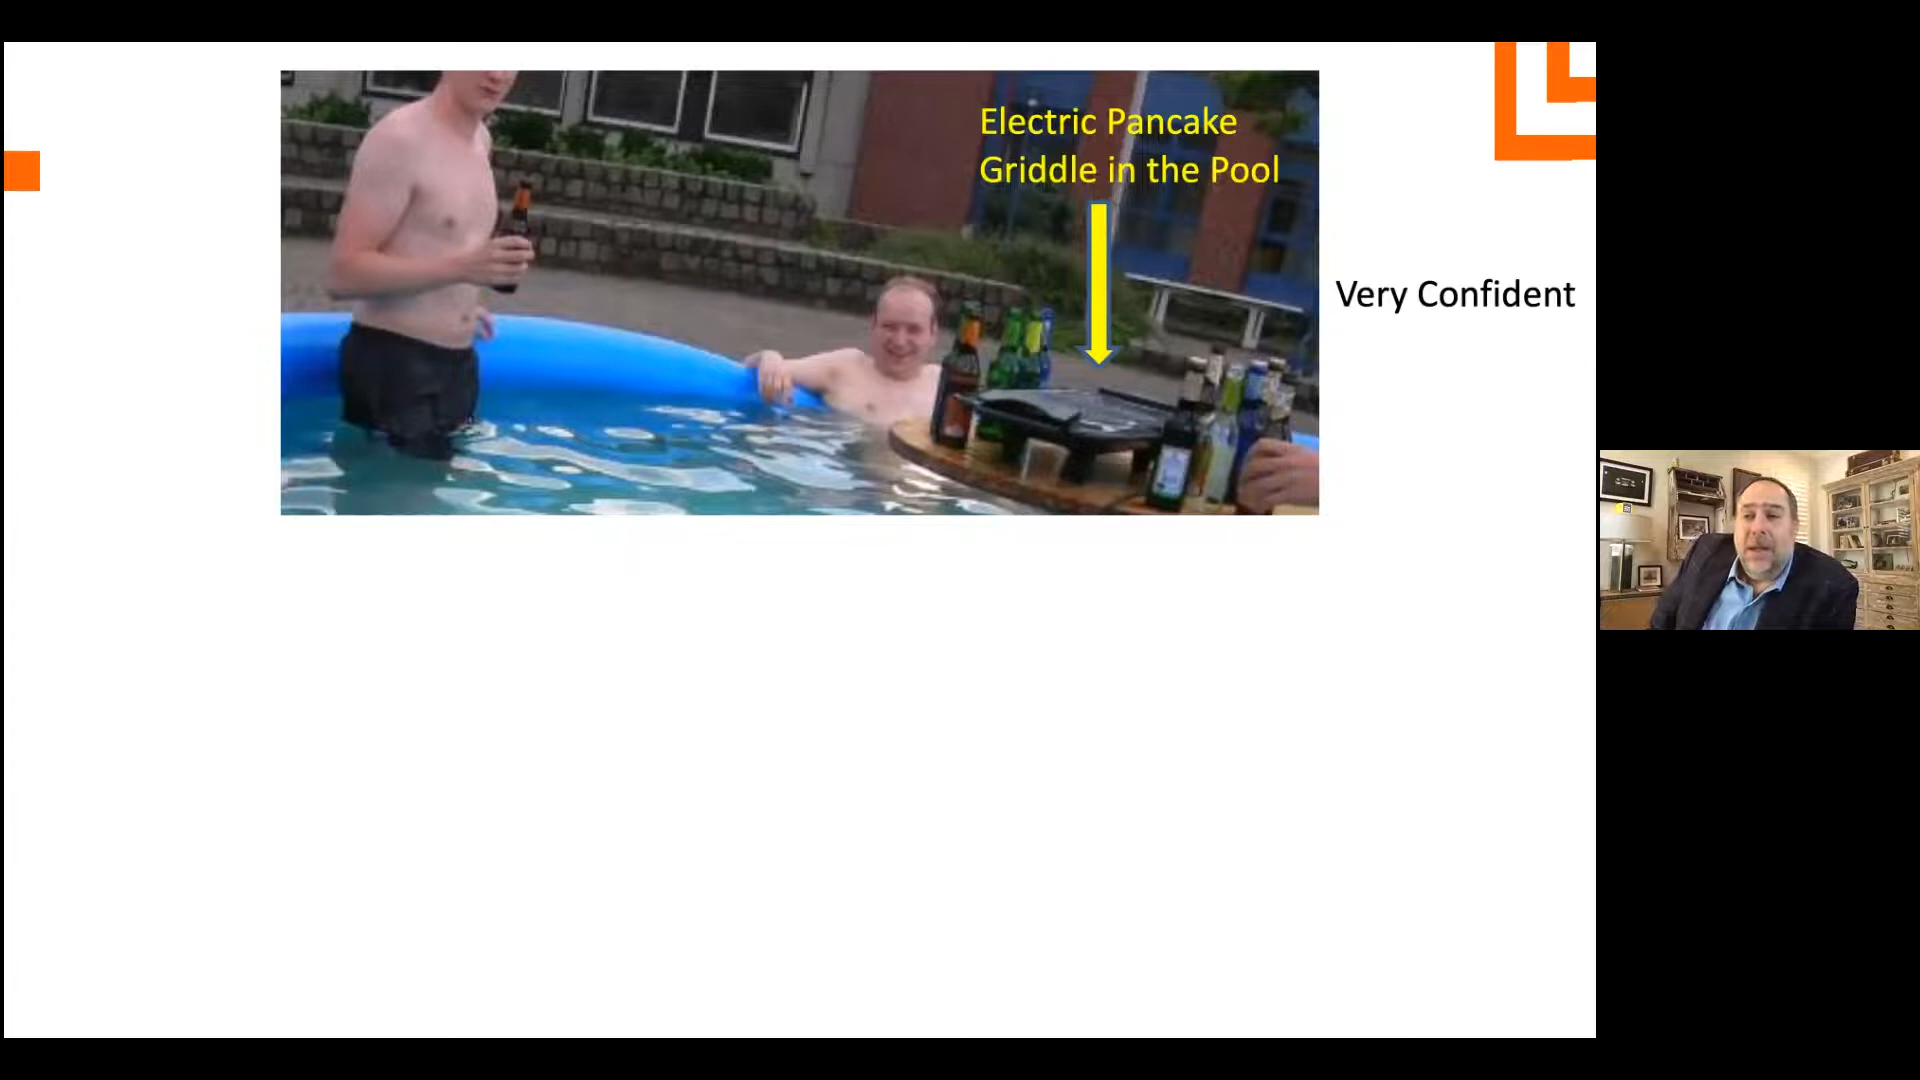 Electric Pancake
Griddle in the Pool
Very Confident